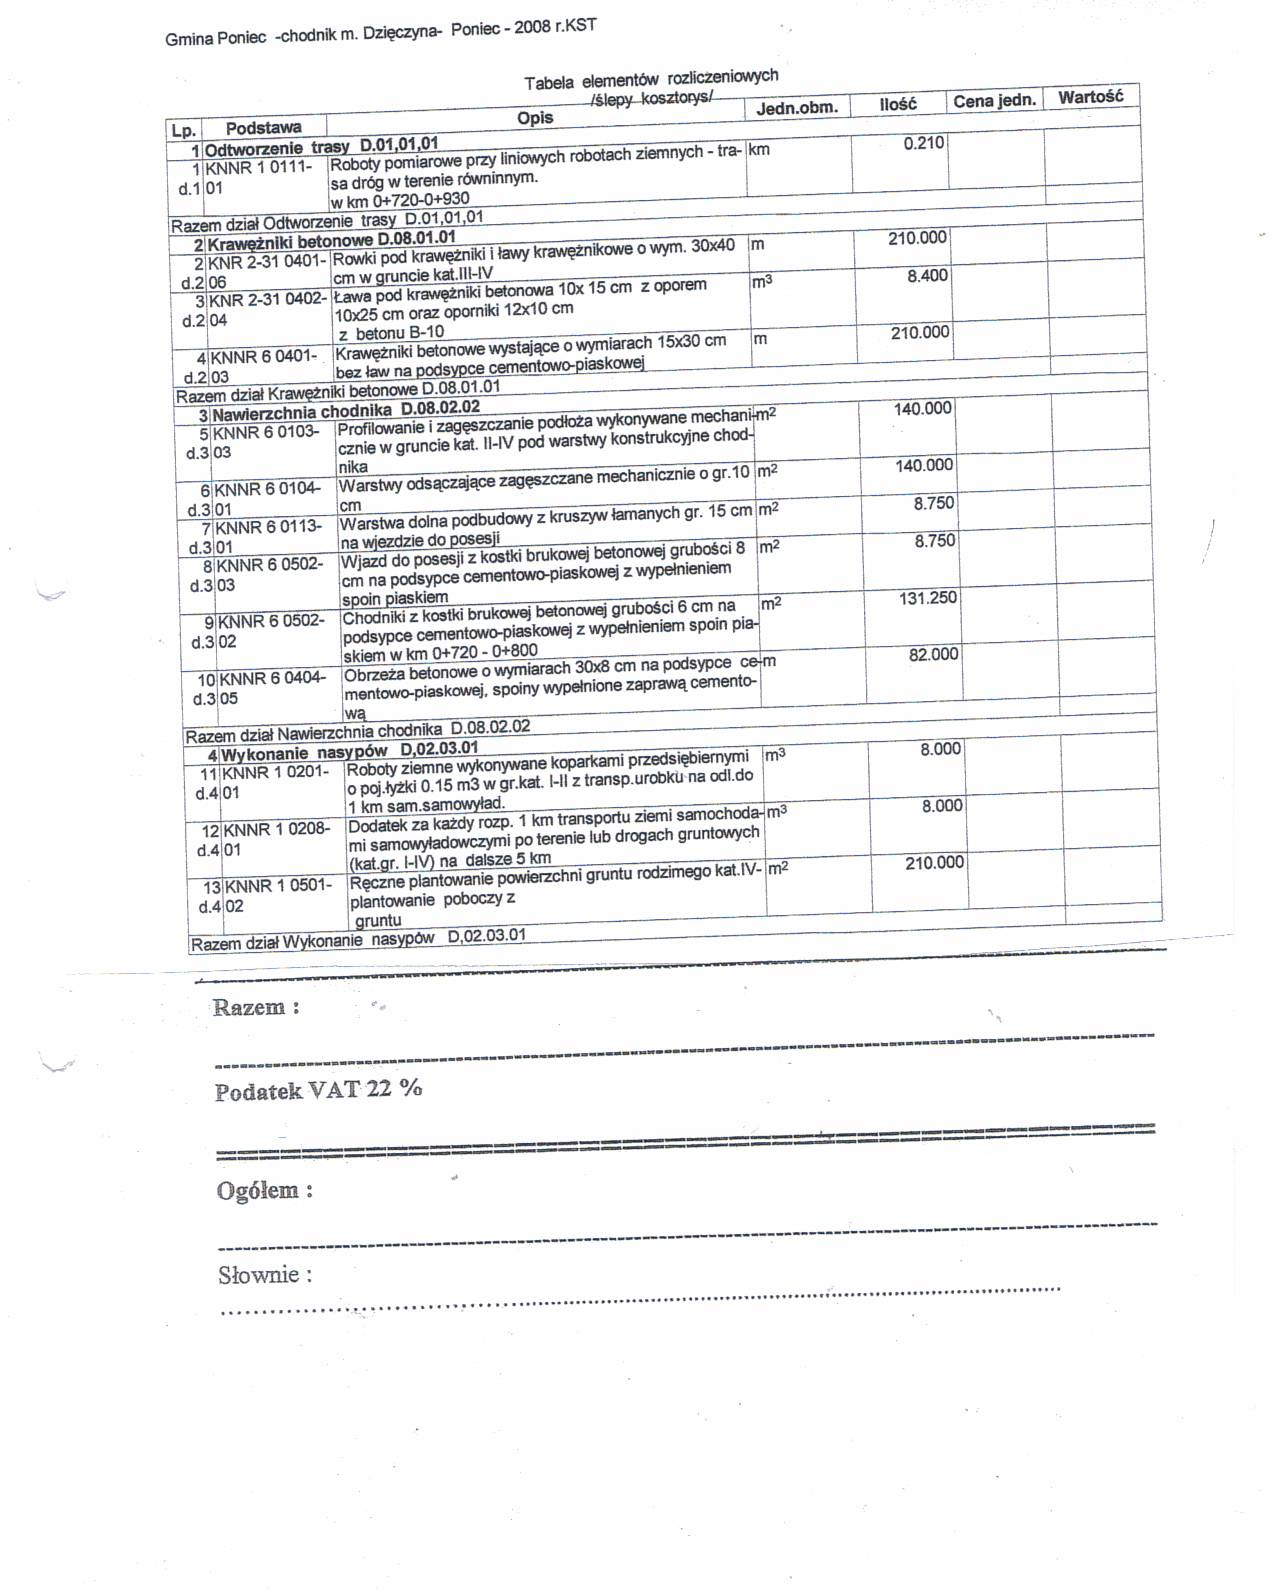 Gmina Poniec -chodnik m. Dzięczyna- Poniec - 2008 r.KST
Tabela elementów rozliczeniowych
/ślepy kosztorys/
Lp. Podstawa Opis Jedn.obm. Ilość Cena jedn. Wartość
1 Odtworzenie trasy D.01,01,01
1 KNNR 1 0111- Roboty pomiarowe przy liniowych robotach ziemnych - tra- km 0.210
d.1 01 sa dróg w terenie równinnym.
w km 0+720-0+930
Razem dział Odtworzenie trasy D.01,01,01
2 Krawężniki betonowe D.08.01.01
2 KNR 2-31 0401- Rowki pod krawężniki i ławy krawężnikowe o wym. 30x40 m 210.000
d.2 06 cm w gruncie kat.III-IV
3 KNR 2-31 0402- Ława pod krawężniki betonowa 10x 15 cm z oporem m3 8.400
d.2 04 10x25 cm oraz oporniki 12x10 cm
z betonu B-10
4 KNNR 6 0401- Krawężniki betonowe wystające o wymiarach 15x30 cm m 210.000
d.2 03 bez ław na podsypce cementowo-piaskowej
Razem dział Krawężniki betonowe D.08.01.01
3 Nawierzchnia chodnika D.08.02.02
5 KNNR 6 0103- Profilowanie i zagęszczanie podłoża wykonywane mechani- m2 140.000
d.3 03 cznie w gruncie kat. II-IV pod warstwy konstrukcyjne chod-
nika
6 KNNR 6 0104- Warstwy odsączające zagęszczane mechanicznie o gr.10 m2 140.000
d.3 01 cm
7 KNNR 6 0113- Warstwa dolna podbudowy z kruszyw łamanych gr. 15 cm m2 8.750
d.3 01 na wjezdzie do posesji
8 KNNR 6 0502- Wjazd do posesji z kostki brukowej betonowej grubości 8 m2 8.750
d.3 03 cm na podsypce cementowo-piaskowej z wypełnieniem
spoin piaskiem
9 KNNR 6 0502- Chodniki z kostki brukowej betonowej grubości 6 cm na m2 131.250
d.3 02 podsypce cementowo-piaskowej z wypełnieniem spoin pia-
skiem w km 0+720 - 0+800
10 KNNR 6 0404- Obrzeża betonowe o wymiarach 30x8 cm na podsypce ce- m 82.000
d.3 05 mentowo-piaskowej, spoiny wypełnione zaprawą cemento-
wą
Razem dział Nawierzchnia chodnika D.08.02.02
4 Wykonanie nasypów D,02.03.01
11 KNNR 1 0201- Roboty ziemne wykonywane koparkami przedsiębiernymi m3 8.000
d.4 01 o poj.łyżki 0.15 m3 w gr.kat. I-II z transp.urobku na odl.do
1 km sam.samowyład.
12 KNNR 1 0208- Dodatek za każdy rozp. 1 km transportu ziemi samochoda- m3 8.000
d.4 01 mi samowyładowczymi po terenie lub drogach gruntowych
(kat.gr. I-IV) na dalsze 5 km
13 KNNR 1 0501- Ręczne plantowanie powierzchni gruntu rodzimego kat.IV- m2 210.000
d.4 02 plantowanie poboczy z
gruntu
Razem dział Wykonanie nasypów D,02.03.01
Razem :
Podatek VAT 22 %
Ogółem :
Słownie :